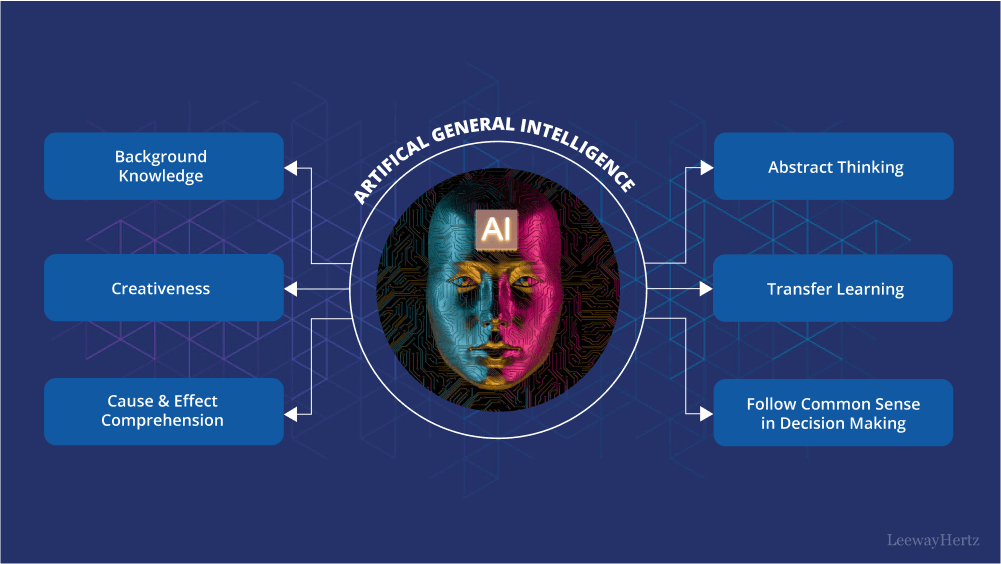 ARTIFICAL GENERAL INTELLIGENCE
AI
Background
Knowledge
Creativeness
Cause & Effect
Comprehension
Abstract Thinking
Transfer Learning
Follow Common Sense
in Decision Making
LeewayHertz